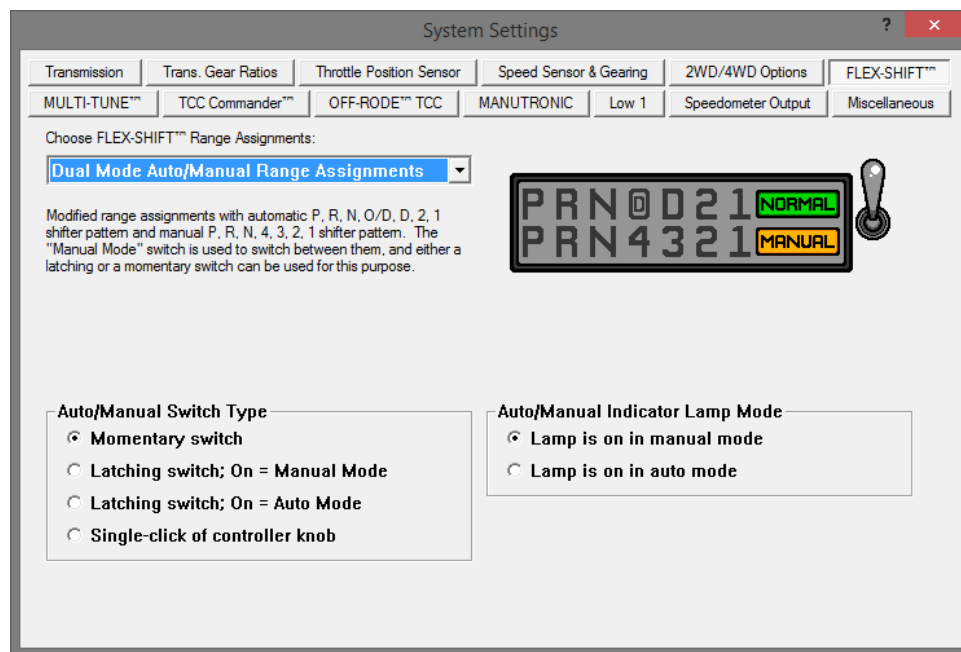 System Settings
?
×
Transmission
Trans. Gear Ratios
Throttle Position Sensor
Speed Sensor & Gearing
2WD/4WD Options
FLEX-SHIFT™
MULTI-TUNE™
TCC Commander™
OFF-RODE™ TCC
MANUTRONIC
Low 1
Speedometer Output
Miscellaneous
Choose FLEX-SHIFT™ Range Assignments:
Dual Mode Auto/Manual Range Assignments
Modified range assignments with automatic P, R, N, O/D, D, 2, 1
shifter pattern and manual P, R, N, 4, 3, 2, 1 shifter pattern. The
"Manual Mode" switch is used to switch between them, and either a
latching or a momentary switch can be used for this purpose.
P R N D D 2 1 NORMAL
P R N 4 3 2 1 MANUAL
Auto/Manual Switch Type
Momentary switch
Latching switch; On = Manual Mode
Latching switch; On = Auto Mode
Single-click of controller knob
Auto/Manual Indicator Lamp Mode
Lamp is on in manual mode
Lamp is on in auto mode